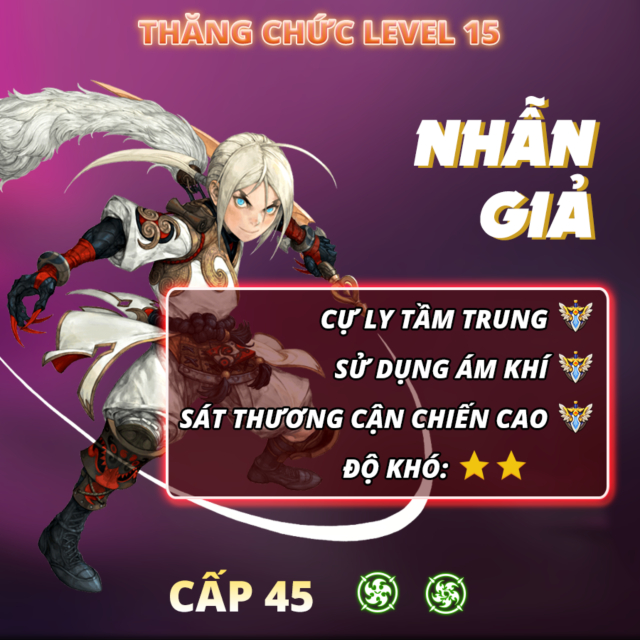 THĂNG CHỨC LEVEL 15
NHẪN
GIẢ
CỰ LY TẦM TRUNG
SỬ DỤNG ÁM KHÍ
SÁT THƯƠNG CẬN CHIẾN CAO
ĐỘ KHÓ:
CẤP 45